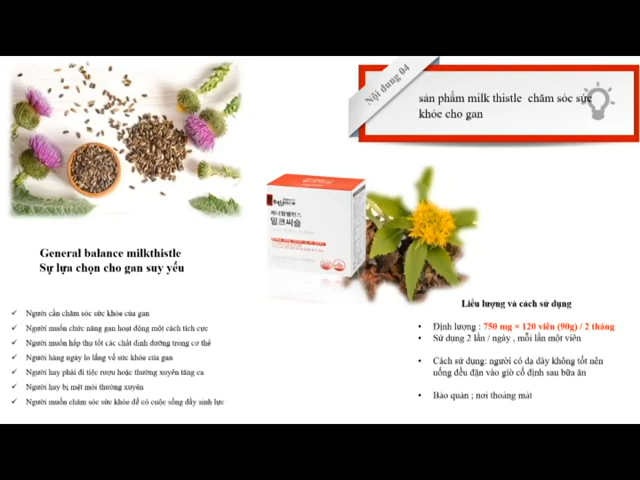 Nội dung 04
sản phẩm milk thistle chăm sóc sức
khỏe cho gan
Balance
밀크씨슬
General balance milkthistle
Sự lựa chọn cho gan suy yếu
✓ Người cần chăm sóc sức khỏe của gan
✓ Người muốn chức năng gan hoạt động một cách tích cực
✓ Người muốn hấp thụ tốt các chất dinh dưỡng trong cơ thể
✓ Người hàng ngày lo lắng về sức khỏe của gan
✓ Người hay phải đi tiệc rượu hoặc thường xuyên tăng ca
✓ Người hay bị mệt mỏi thường xuyên
✓ Người muốn chăm sóc sức khỏe để có cuộc sống đầy sinh lực
Liều lượng và cách sử dụng
• Định lượng : 750 mg × 120 viên (90g) / 2 tháng
• Sử dụng 2 lần / ngày , mỗi lần một viên
• Cách sử dụng: người có dạ dày không tốt nên
uống đều đặn vào giờ cố định sau bữa ăn
• Bảo quản ; nơi thoáng mát